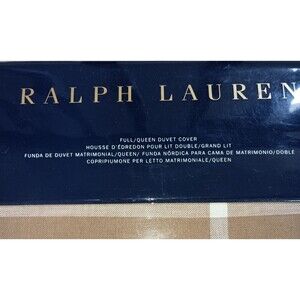 RALPH LAUREN
FULL/QUEEN DUVET COVER
HOUSSE D'ÉDREDON POUR LIT DOUBLE/GRAND LIT
FUNDA DE DUVET MATRIMONIAL/QUEEN/ FUNDA NÓRDICA PARA CAMA DE MATRIMONIO/DOBLE
COPRIPIUMONE PER LETTO MATRIMONIALE/QUEEN